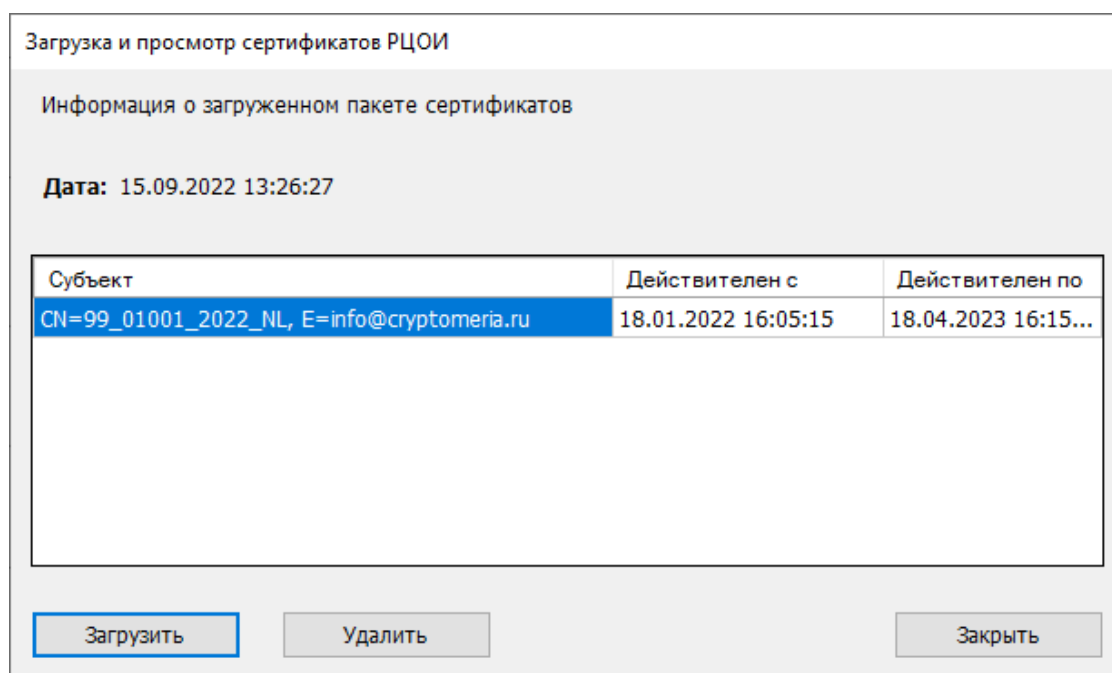 Загрузка и просмотр сертификатов РЦОИ
Информация о загруженном пакете сертификатов
Дата: 15.09.2022 13:26:27
Субъект Действителен с Действителен по
CN=99_01001_2022_NL, E=info@cryptomeria.ru 18.01.2022 16:05:15 18.04.2023 16:15...
Загрузить Удалить Закрыть